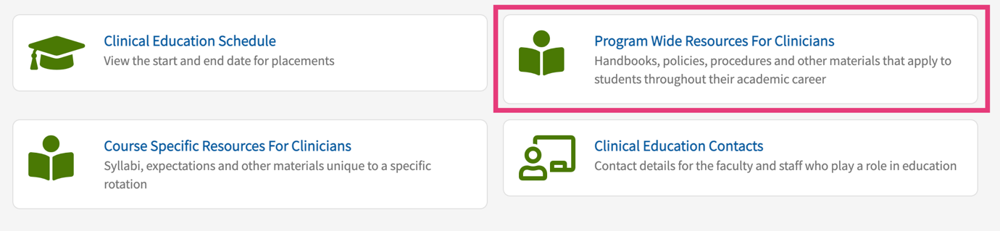 Clinical Education Schedule
View the start and end date for placements
Program Wide Resources For Clinicians
Handbooks, policies, procedures and other materials that apply to
students throughout their academic career
Course Specific Resources For Clinicians
Syllabi, expectations and other materials unique to a specific
rotation
Clinical Education Contacts
Contact details for the faculty and staff who play a role in education